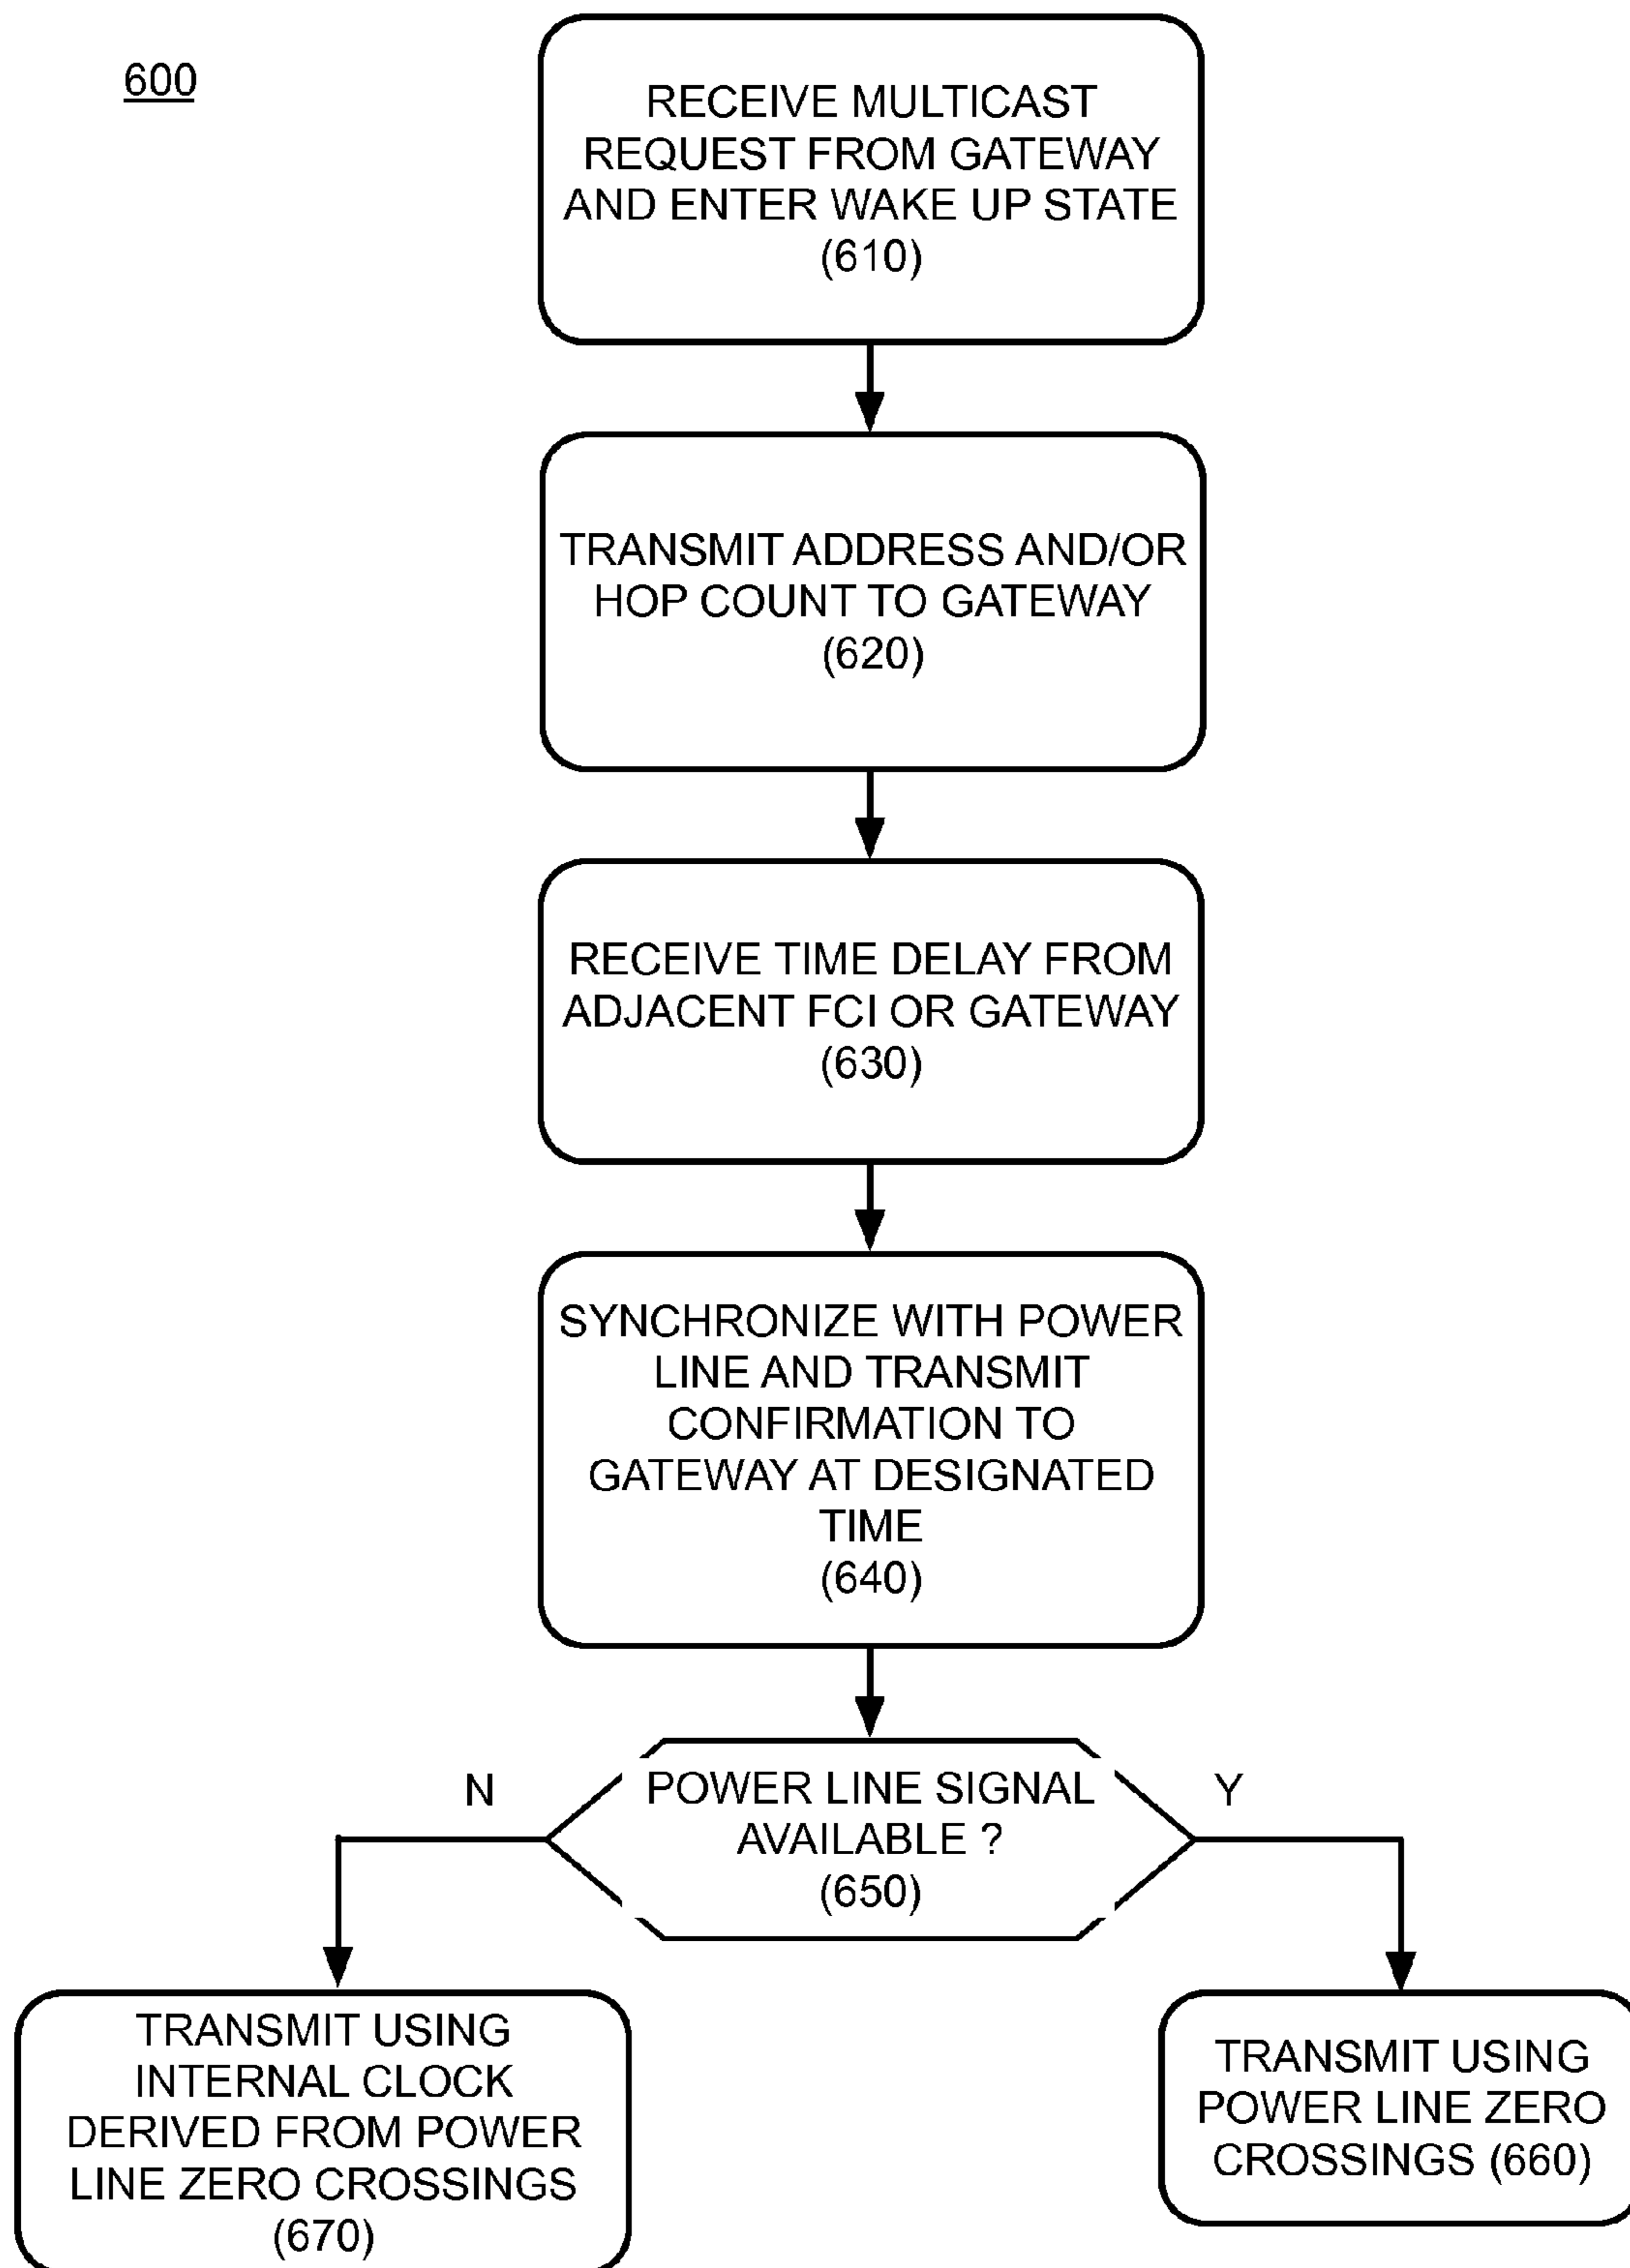 600
RECEIVE MULTICAST
REQUEST FROM GATEWAY
AND ENTER WAKE UP STATE
(610)
TRANSMIT ADDRESS AND/OR
HOP COUNT TO GATEWAY
(620)
RECEIVE TIME DELAY FROM
ADJACENT FCI OR GATEWAY
(630)
SYNCHRONIZE WITH POWER
LINE AND TRANSMIT
CONFIRMATION TO
GATEWAY AT DESIGNATED
TIME
(640)
N
POWER LINE SIGNAL
AVAILABLE ?
(650)
Y
TRANSMIT USING
INTERNAL CLOCK
DERIVED FROM POWER
LINE ZERO CROSSINGS
(670)
TRANSMIT USING
POWER LINE ZERO
CROSSINGS (660)